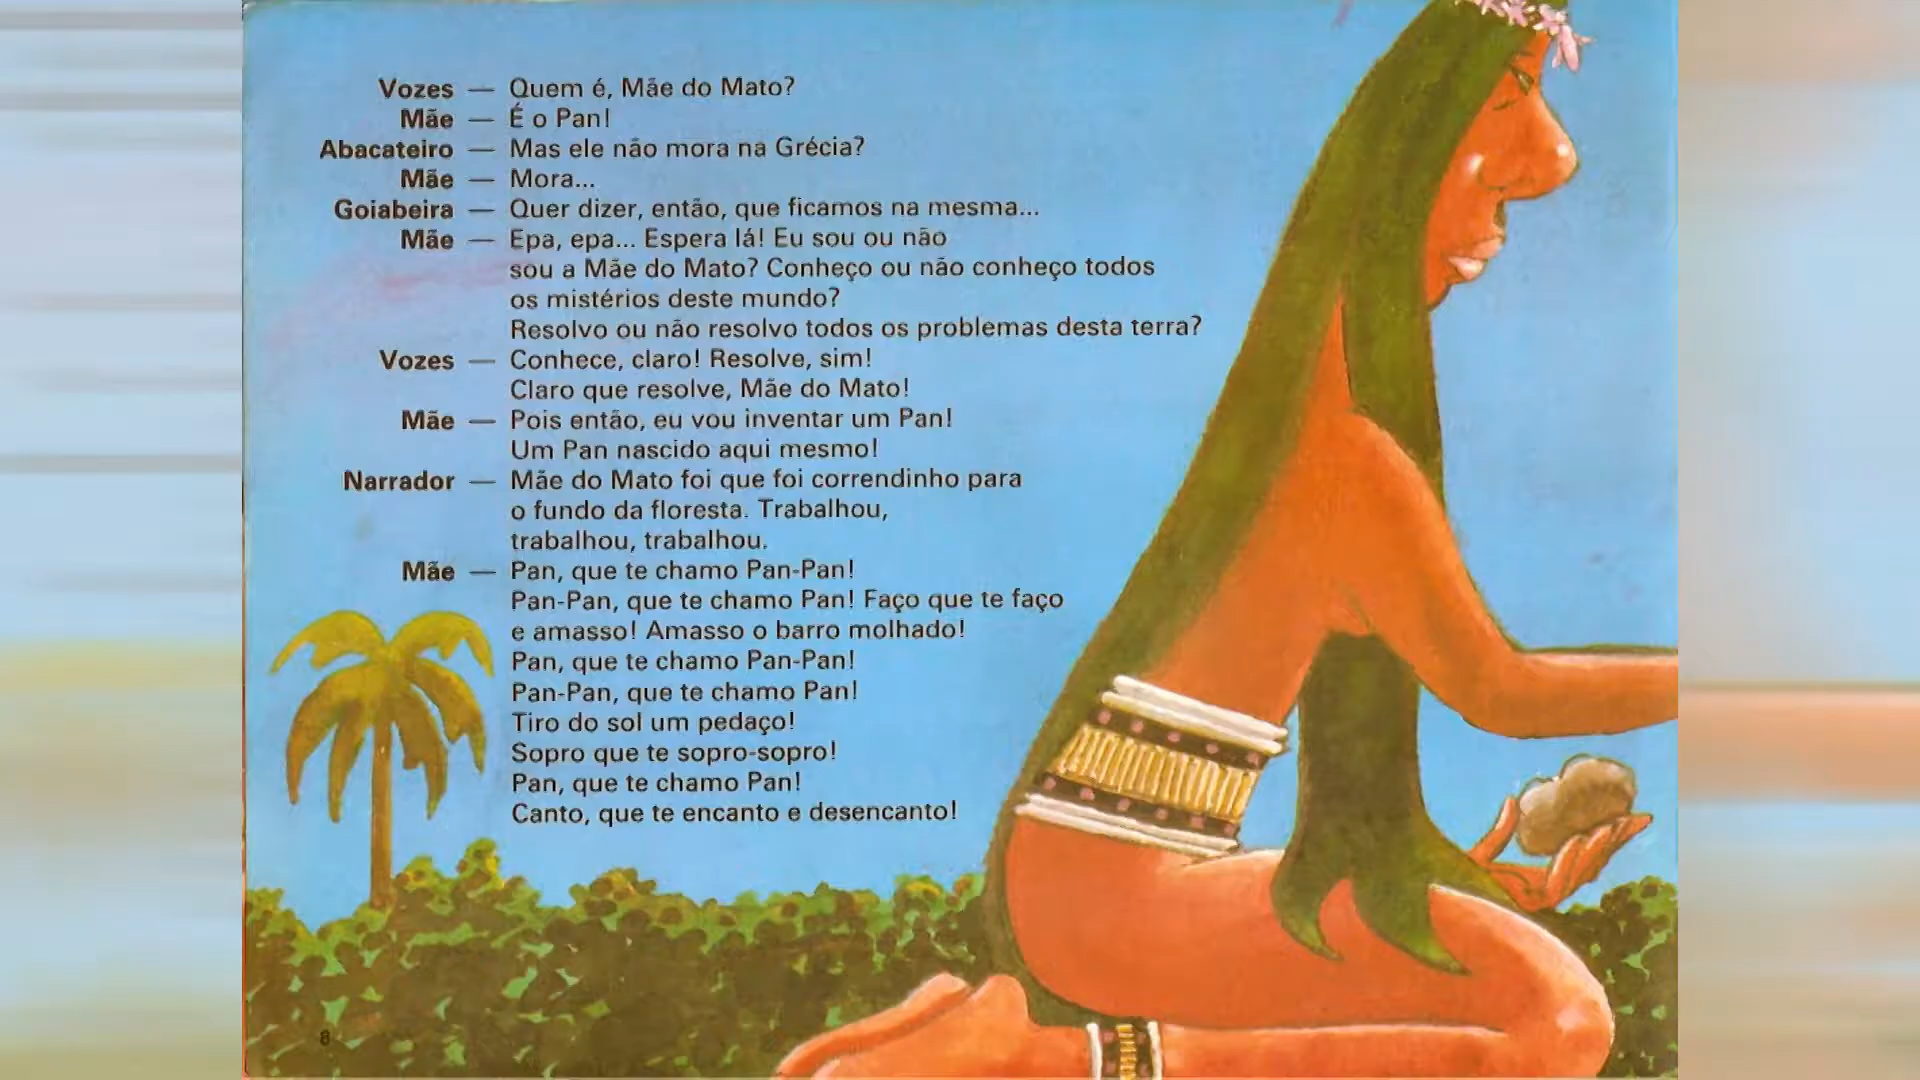 Vozes — Quem é, Mãe do Mato?
Mãe — É o Pan!
Abacateiro — Mas ele não mora na Grécia?
Mãe — Mora...
Goiabeira — Quer dizer, então, que ficamos na mesma...
Mãe — Epa, epa... Espera lá! Eu sou ou não
sou a Mãe do Mato? Conheço ou não conheço todos
os mistérios deste mundo?
Resolvo ou não resolvo todos os problemas desta terra?
Vozes — Conhece, claro! Resolve, sim!
Claro que resolve, Mãe do Mato!
Mãe — Pois então, eu vou inventar um Pan!
Um Pan nascido aqui mesmo!
Narrador — Mãe do Mato foi que foi correndinho para
o fundo da floresta. Trabalhou,
trabalhou, trabalhou.
Mãe — Pan, que te chamo Pan-Pan!
Pan-Pan, que te chamo Pan! Faço que te faço
e amasso! Amasso o barro molhado!
Pan, que te chamo Pan-Pan!
Pan-Pan, que te chamo Pan!
Tiro do sol um pedaço!
Sopro que te sopro-sopro!
Pan, que te chamo Pan!
Canto, que te encanto e desencanto!
8